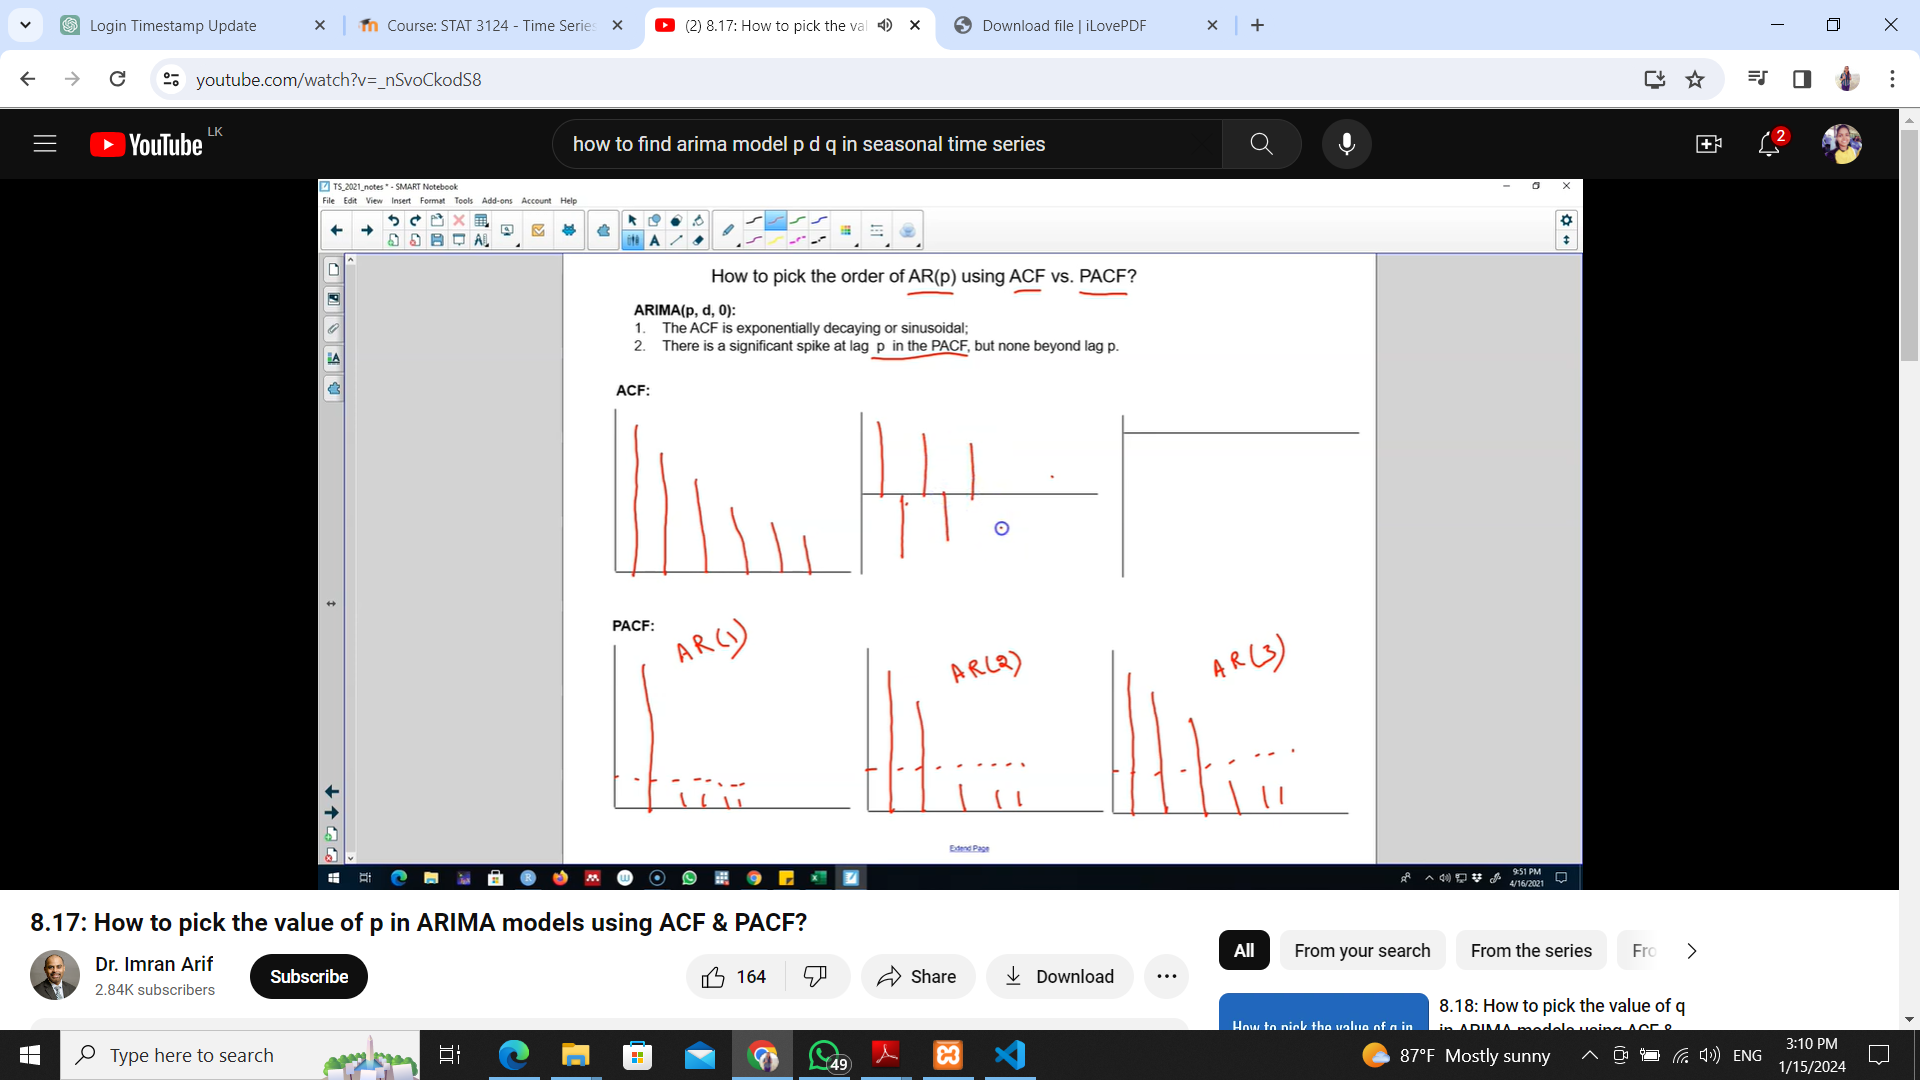 Login Timestamp Update
Course: STAT 3124 - Time Series
(2) 8.17: How to pick the val
Download file | iLovePDF
youtube.com/watch?v=_nSvoCkodS8
YouTube LK
how to find arima model p d q in seasonal time series
2
TS_2021_notes * - SMART Notebook
File Edit View Insert Format Tools Add-ons Account Help
How to pick the order of AR(p) using ACF vs. PACF?
ARIMA(p, d, 0):
1. The ACF is exponentially decaying or sinusoidal;
2. There is a significant spike at lag p in the PACF, but none beyond lag p.
ACF:
PACF:
AR(1)
AR(2)
AR(3)
Extend Page
9:51 PM
4/16/2021
8.17: How to pick the value of p in ARIMA models using ACF & PACF?
Dr. Imran Arif
2.84K subscribers
Subscribe
164
Share
Download
All
From your search
From the series
Fro
8.18: How to pick the value of q
in ARIMA models using ACF &
How to pick the value of q in
Type here to search
49
87°F Mostly sunny
ENG
3:10 PM
1/15/2024